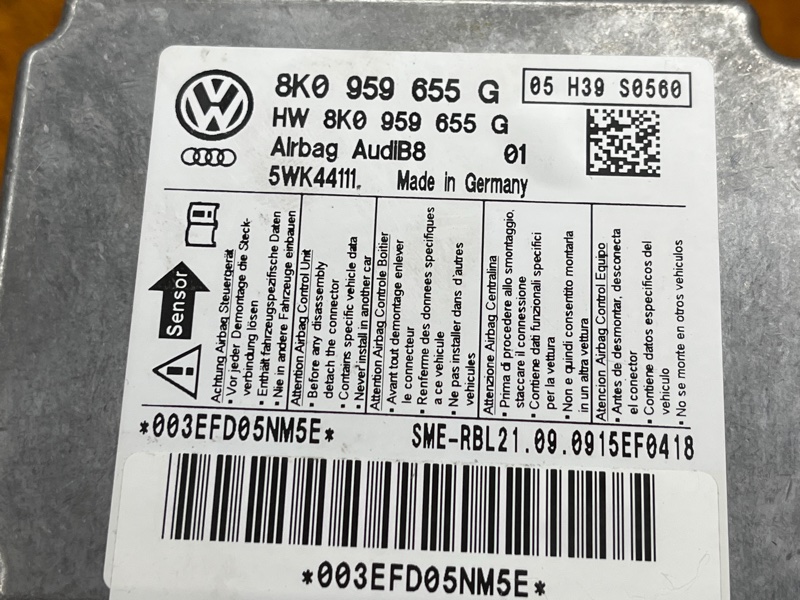 8K0 959 655 G
05 H39 S0560
HW 8K0 959 655 G
Airbag AudiB8 01
5WK44111. Made in Germany
Sensor
Achtung Airbag Steuergerät
• Vor jeder Demontage die Steck-
verbindung lösen
• Enthält fahrzeugspezifische Daten
• Nie in andere Fahrzeuge einbauen
Attention Airbag Control Unit
• Before any disassembly
detach the connector
• Contains specific vehicle data
• Never install in another car
Attention Airbag Controle Boitier
• Avant tout demontage enlever
le connecteur
• Renferme des donnees specifiques
a ce vehicule
• Ne pas installer dans d'autres
vehicules
Attenzione Airbag Centralina
• Prima di procedere allo smontaggio,
staccare il connessione
• Contiene dati funzionali specifici
per la vettura
• Non e quindi consentito montarla
in un altra vettura
Atencion Airbag Control Equipo
• Antes de desmontar, desconecta
el conector
• Contiene datos especificos del
vehiculo
• No se monte en otros vehiculos
*003EFD05NM5E*
SME-RBL21.09.0915EF0418
*003EFD05NM5E*